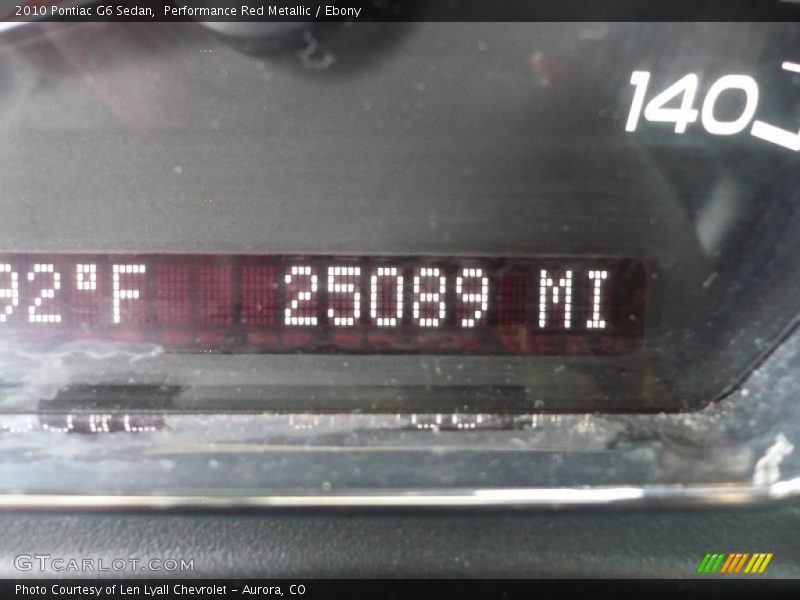 2010 Pontiac G6 Sedan,  Performance Red Metallic / Ebony
140
92°F 25089 MI
GTCARLOT.COM
Photo Courtesy of Len Lyall Chevrolet - Aurora, CO